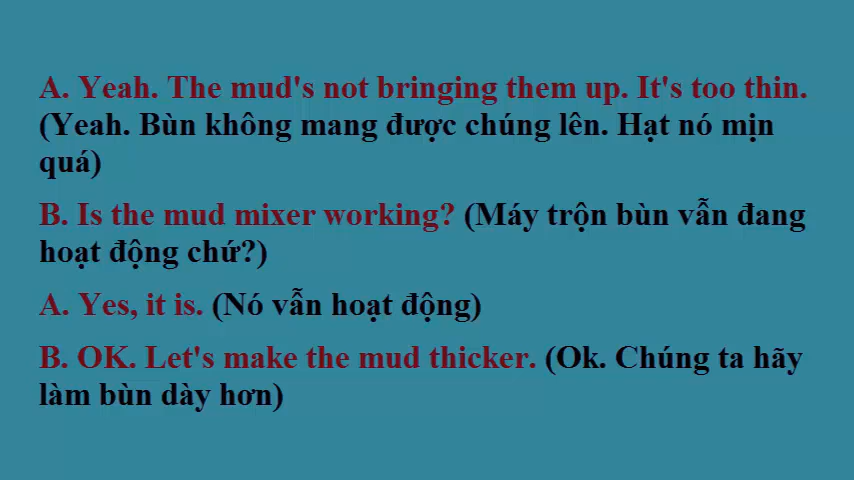 A. Yeah. The mud's not bringing them up. It's too thin.
(Yeah. Bùn không mang được chúng lên. Hạt nó mịn
quá)
B. Is the mud mixer working? (Máy trộn bùn vẫn đang
hoạt động chứ?)
A. Yes, it is. (Nó vẫn hoạt động)
B. OK. Let's make the mud thicker. (Ok. Chúng ta hãy
làm bùn dày hơn)